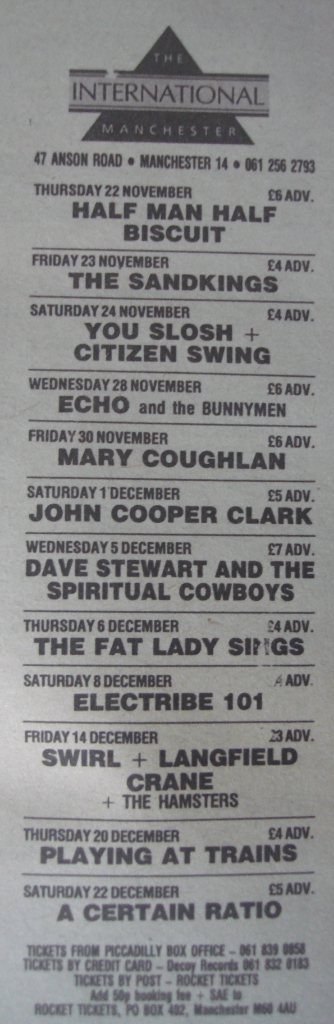 THE
INTERNATIONAL
MANCHESTER
47 ANSON ROAD • MANCHESTER 14 • 061 256 2793
THURSDAY 22 NOVEMBER £6 ADV.
HALF MAN HALF
BISCUIT
FRIDAY 23 NOVEMBER £4 ADV.
THE SANDKINGS
SATURDAY 24 NOVEMBER £4 ADV.
YOU SLOSH +
CITIZEN SWING
WEDNESDAY 28 NOVEMBER £6 ADV.
ECHO and the BUNNYMEN
FRIDAY 30 NOVEMBER £6 ADV.
MARY COUGHLAN
SATURDAY 1 DECEMBER £5 ADV.
JOHN COOPER CLARK
WEDNESDAY 5 DECEMBER £7 ADV.
DAVE STEWART AND THE
SPIRITUAL COWBOYS
THURSDAY 6 DECEMBER £4 ADV.
THE FAT LADY SINGS
SATURDAY 8 DECEMBER ADV.
ELECTRIBE 101
FRIDAY 14 DECEMBER £3 ADV.
SWIRL + LANGFIELD
CRANE
+ THE HAMSTERS
THURSDAY 20 DECEMBER £4 ADV.
PLAYING AT TRAINS
SATURDAY 22 DECEMBER £5 ADV.
A CERTAIN RATIO
TICKETS FROM PICCADILLY BOX OFFICE – 061 839 0858
TICKETS BY CREDIT CARD – Decoy Records 061 832 0183
TICKETS BY POST – ROCKET TICKETS
Add 50p booking fee + SAE to
ROCKET TICKETS, PO BOX 402, Manchester M60 4AU